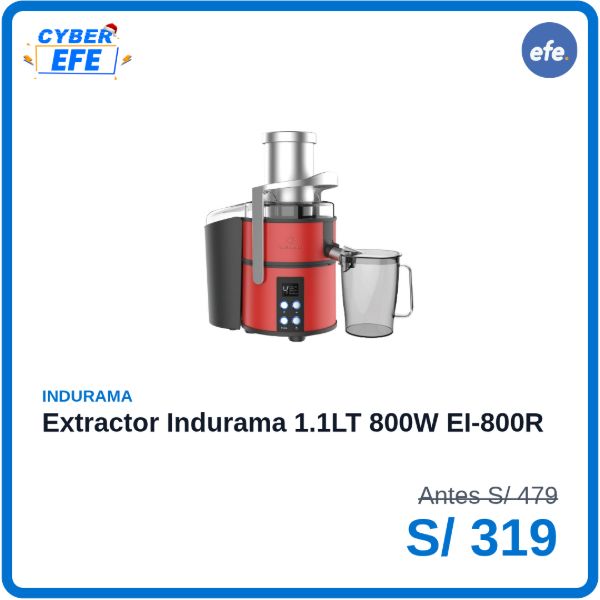 CYBER
EFE
efe.
INDURAMA
Extractor Indurama 1.1LT 800W EI-800R
Antes S/ 479
S/ 319